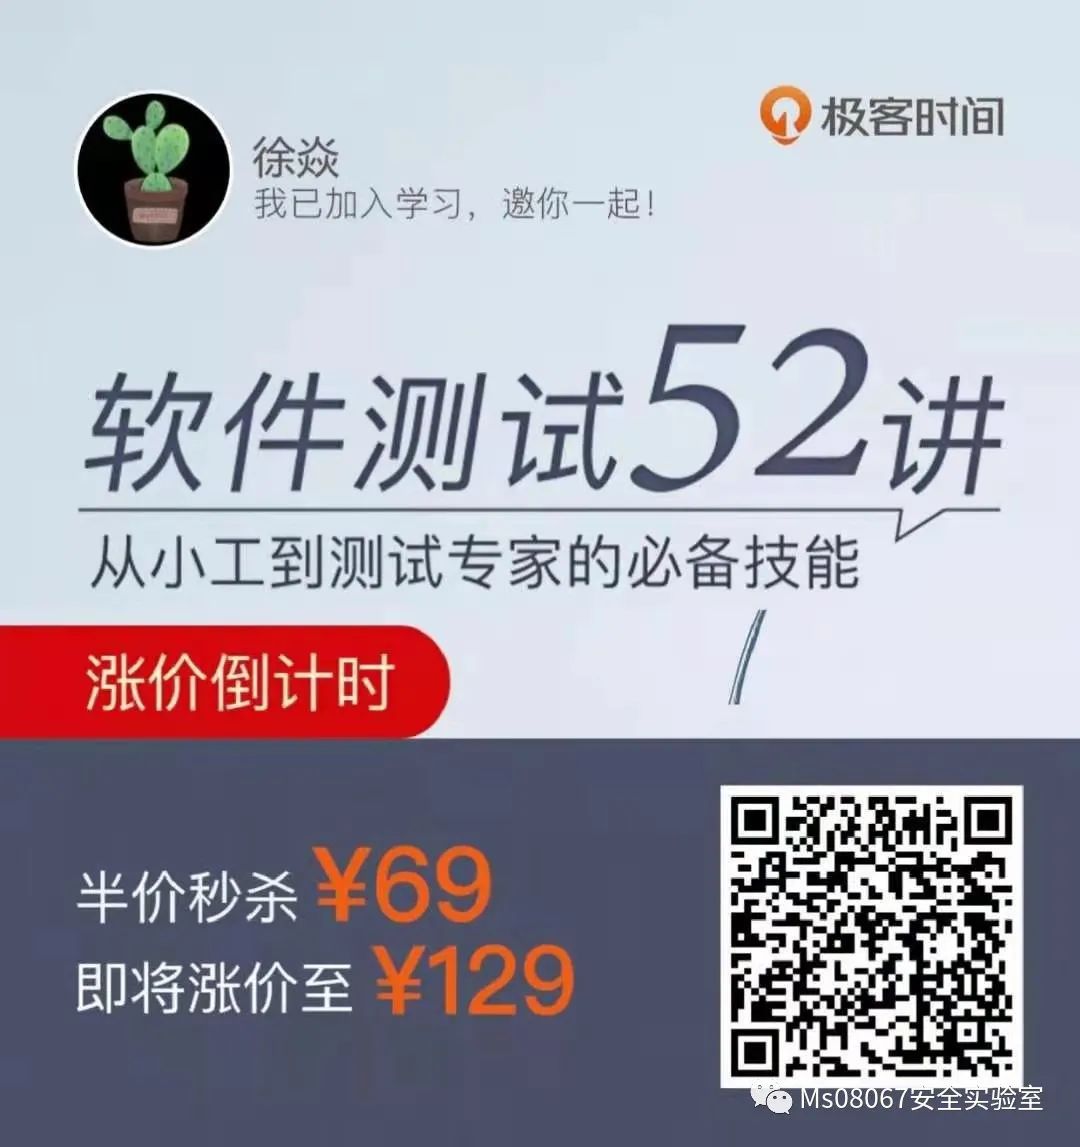 极客时间
徐焱
我已加入学习，邀你一起！
软件测试52讲
从小工到测试专家的必备技能
涨价倒计时
半价秒杀 ¥69
即将涨价至 ¥129
Ms08067安全实验室